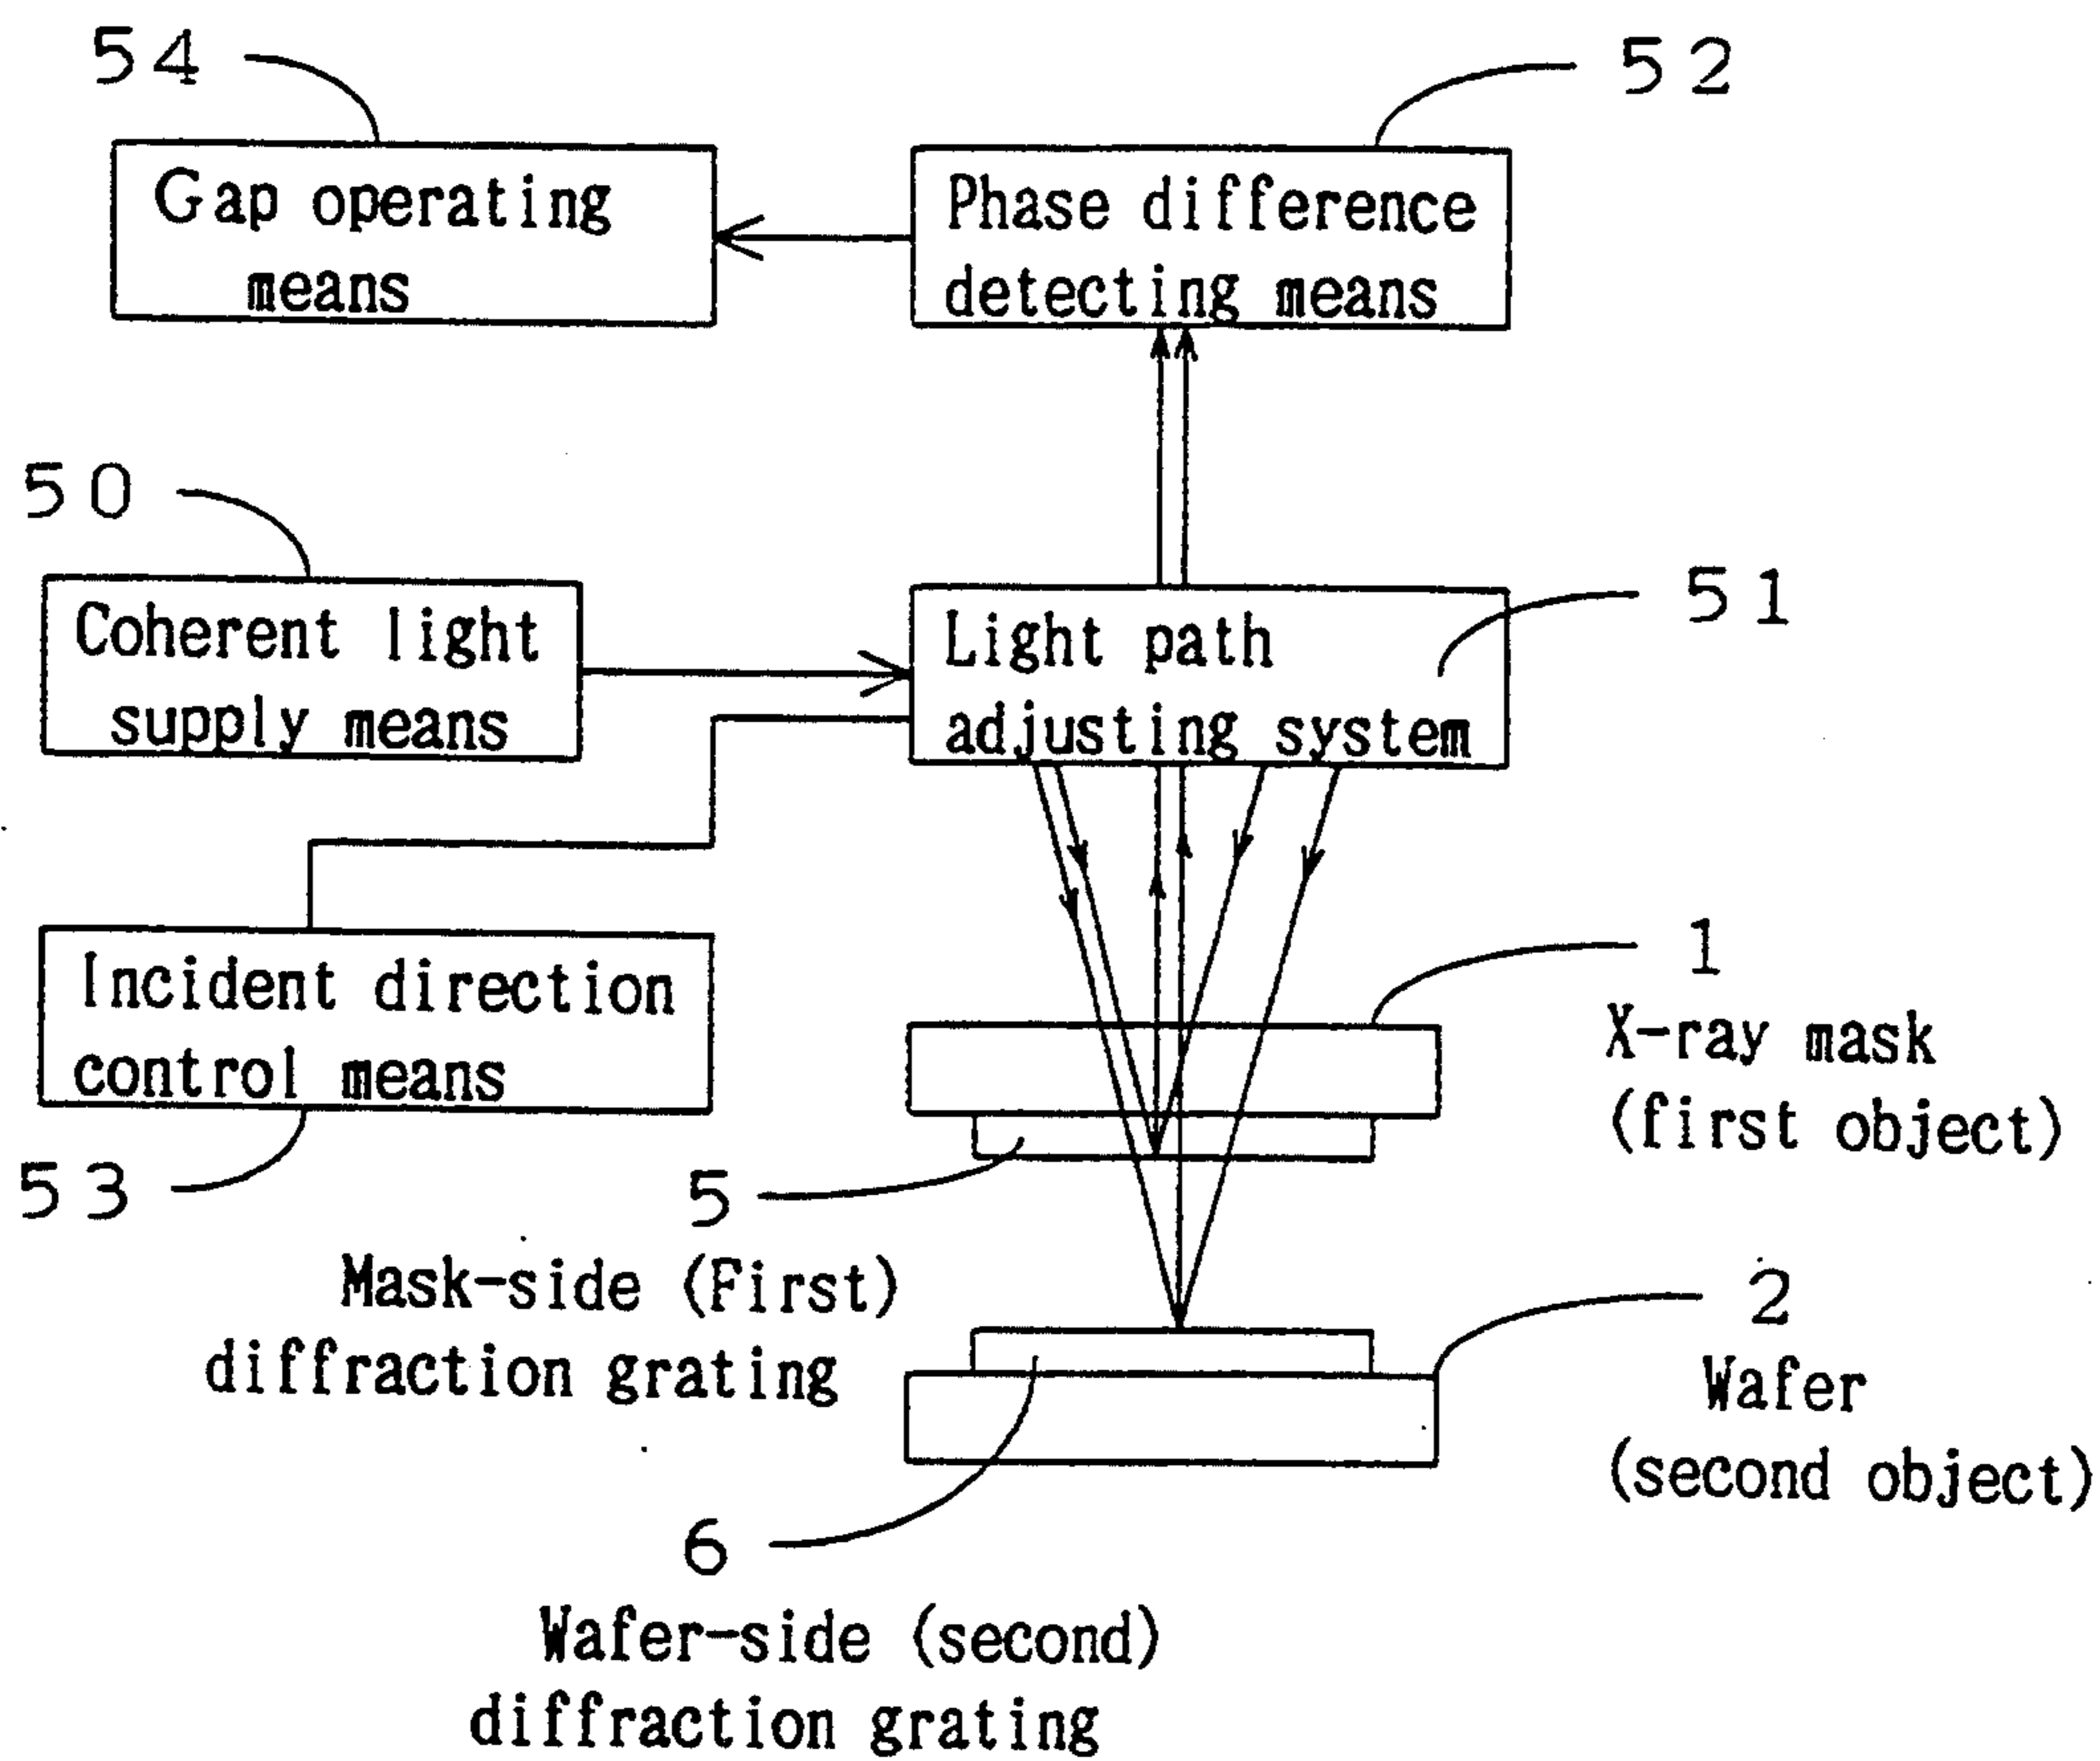 54
52
Gap operating
means
Phase difference
detecting means
50
51
Coherent light
supply means
Light path
adjusting system
Incident direction
control means
53
1
X-ray mask
(first object)
5
Mask-side (First)
diffraction grating
2
Wafer
(second object)
6
Wafer-side (second)
diffraction grating